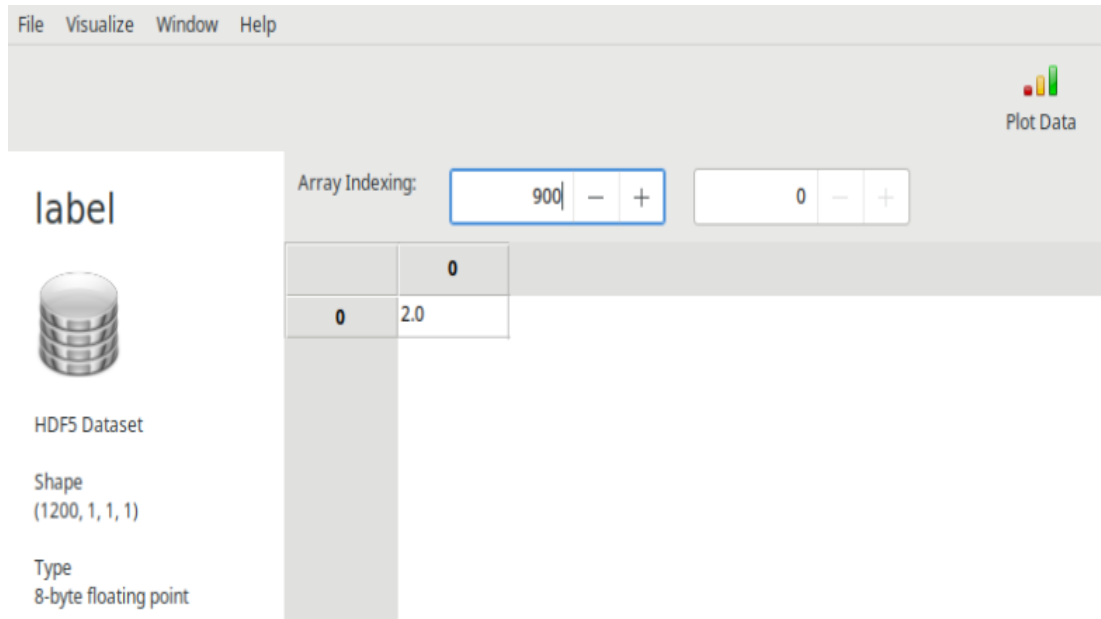 File Visualize Window Help
Plot Data
label
Array Indexing: 900 − + 0 − +
0
0 2.0
HDF5 Dataset
Shape
(1200, 1, 1, 1)
Type
8-byte floating point